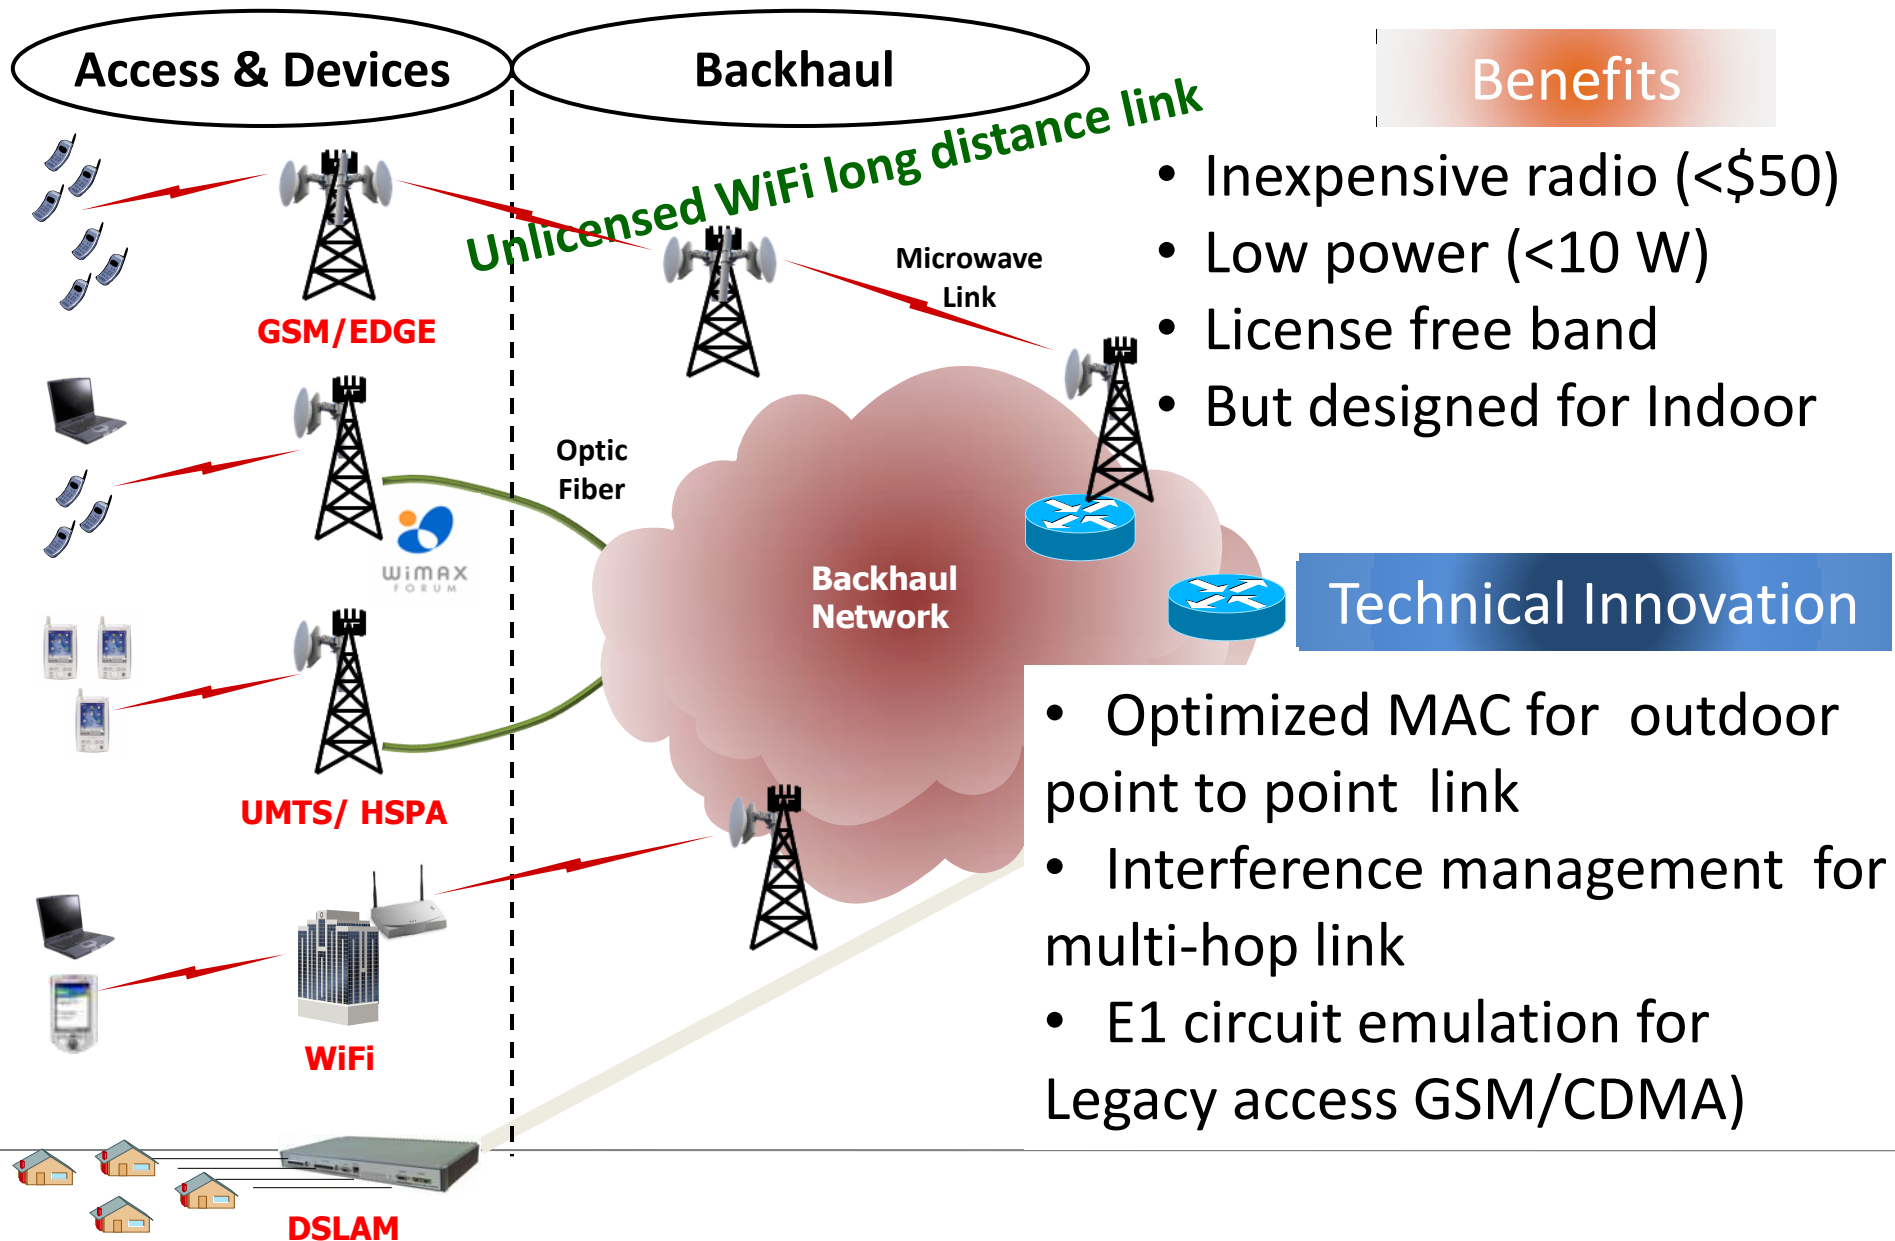 Access & Devices
Backhaul
Unlicensed WiFi long distance link
Benefits
• Inexpensive radio (<$50)
• Low power (<10 W)
• License free band
• But designed for Indoor
Microwave
Link
GSM/EDGE
Optic
Fiber
WiMAX
FORUM
Backhaul
Network
Technical Innovation
• Optimized MAC for outdoor
point to point link
• Interference management for
multi-hop link
• E1 circuit emulation for
Legacy access GSM/CDMA)
UMTS/ HSPA
WiFi
DSLAM